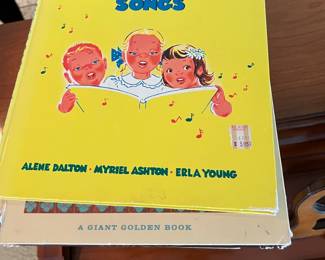 SONGS
ALENE DALTON • MYRIEL ASHTON • ERLA YOUNG
A GIANT GOLDEN BOOK